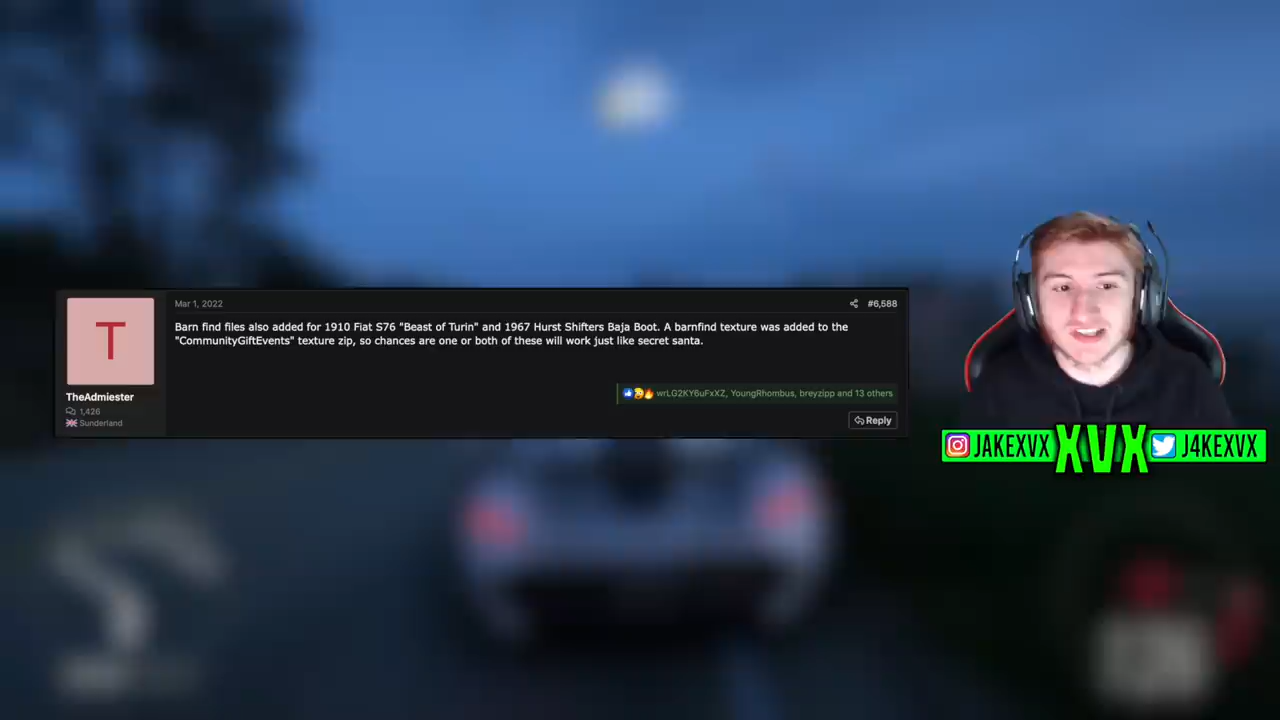 Mar 1, 2022
#6,588
T
Barn find files also added for 1910 Fiat S76 "Beast of Turin" and 1967 Hurst Shifters Baja Boot. A barnfind texture was added to the
"CommunityGiftEvents" texture zip, so chances are one or both of these will work just like secret santa.
TheAdmiester
1,426
Sunderland
wrLG2KY6uFxXZ, YoungRhombus, breyzipp and 13 others
Reply
JAKEXVX XVX J4KEXVX